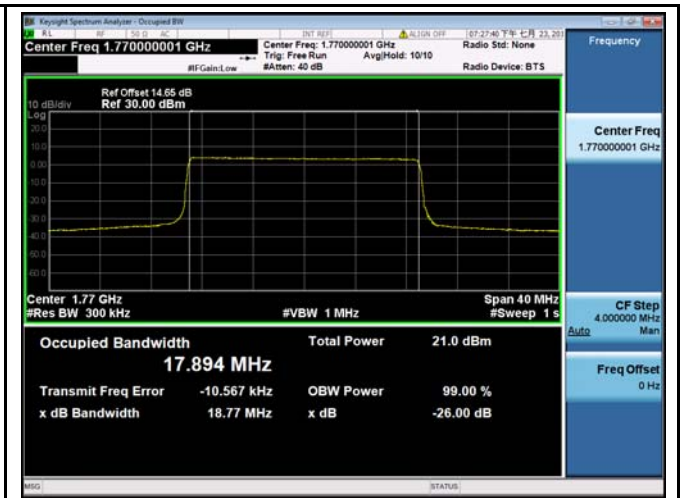 Keysight Spectrum Analyzer - Occupied BW
RL RF 50 Ω AC INT REF ALIGN OFF 07:27:40 下午 七月 23, 201
Center Freq 1.770000001 GHz
Center Freq: 1.770000001 GHz
Radio Std: None
Trig: Free Run Avg|Hold: 10/10
#IFGain:Low #Atten: 40 dB Radio Device: BTS
Frequency
Ref Offset 14.65 dB
10 dB/div Ref 30.00 dBm
Log
20.0
10.0
0.00
10.0
20.0
30.0
40.0
50.0
60.0
Center 1.77 GHz Span 40 MHz
#Res BW 300 kHz #VBW 1 MHz #Sweep 1 s
Center Freq
1.770000001 GHz
CF Step
4.000000 MHz
Auto Man
Freq Offset
0 Hz
Occupied Bandwidth Total Power 21.0 dBm
17.894 MHz
Transmit Freq Error -10.567 kHz OBW Power 99.00 %
x dB Bandwidth 18.77 MHz x dB -26.00 dB
MSG STATUS